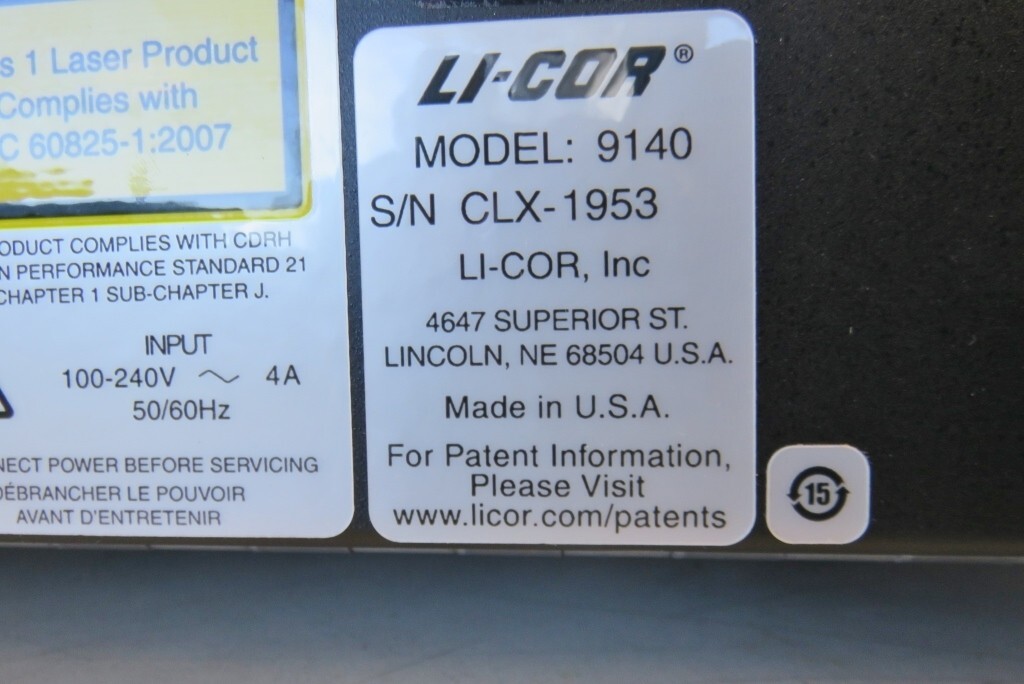 s 1 Laser Product
Complies with
C 60825-1:2007
ODUCT COMPLIES WITH CDRH
N PERFORMANCE STANDARD 21
CHAPTER 1 SUB-CHAPTER J.
INPUT
100-240V ~ 4A
50/60Hz
NECT POWER BEFORE SERVICING
DÉBRANCHER LE POUVOIR
AVANT D'ENTRETENIR
LI-COR®
MODEL: 9140
S/N CLX-1953
LI-COR, Inc
4647 SUPERIOR ST.
LINCOLN, NE 68504 U.S.A.
Made in U.S.A.
For Patent Information,
Please Visit
www.licor.com/patents
15